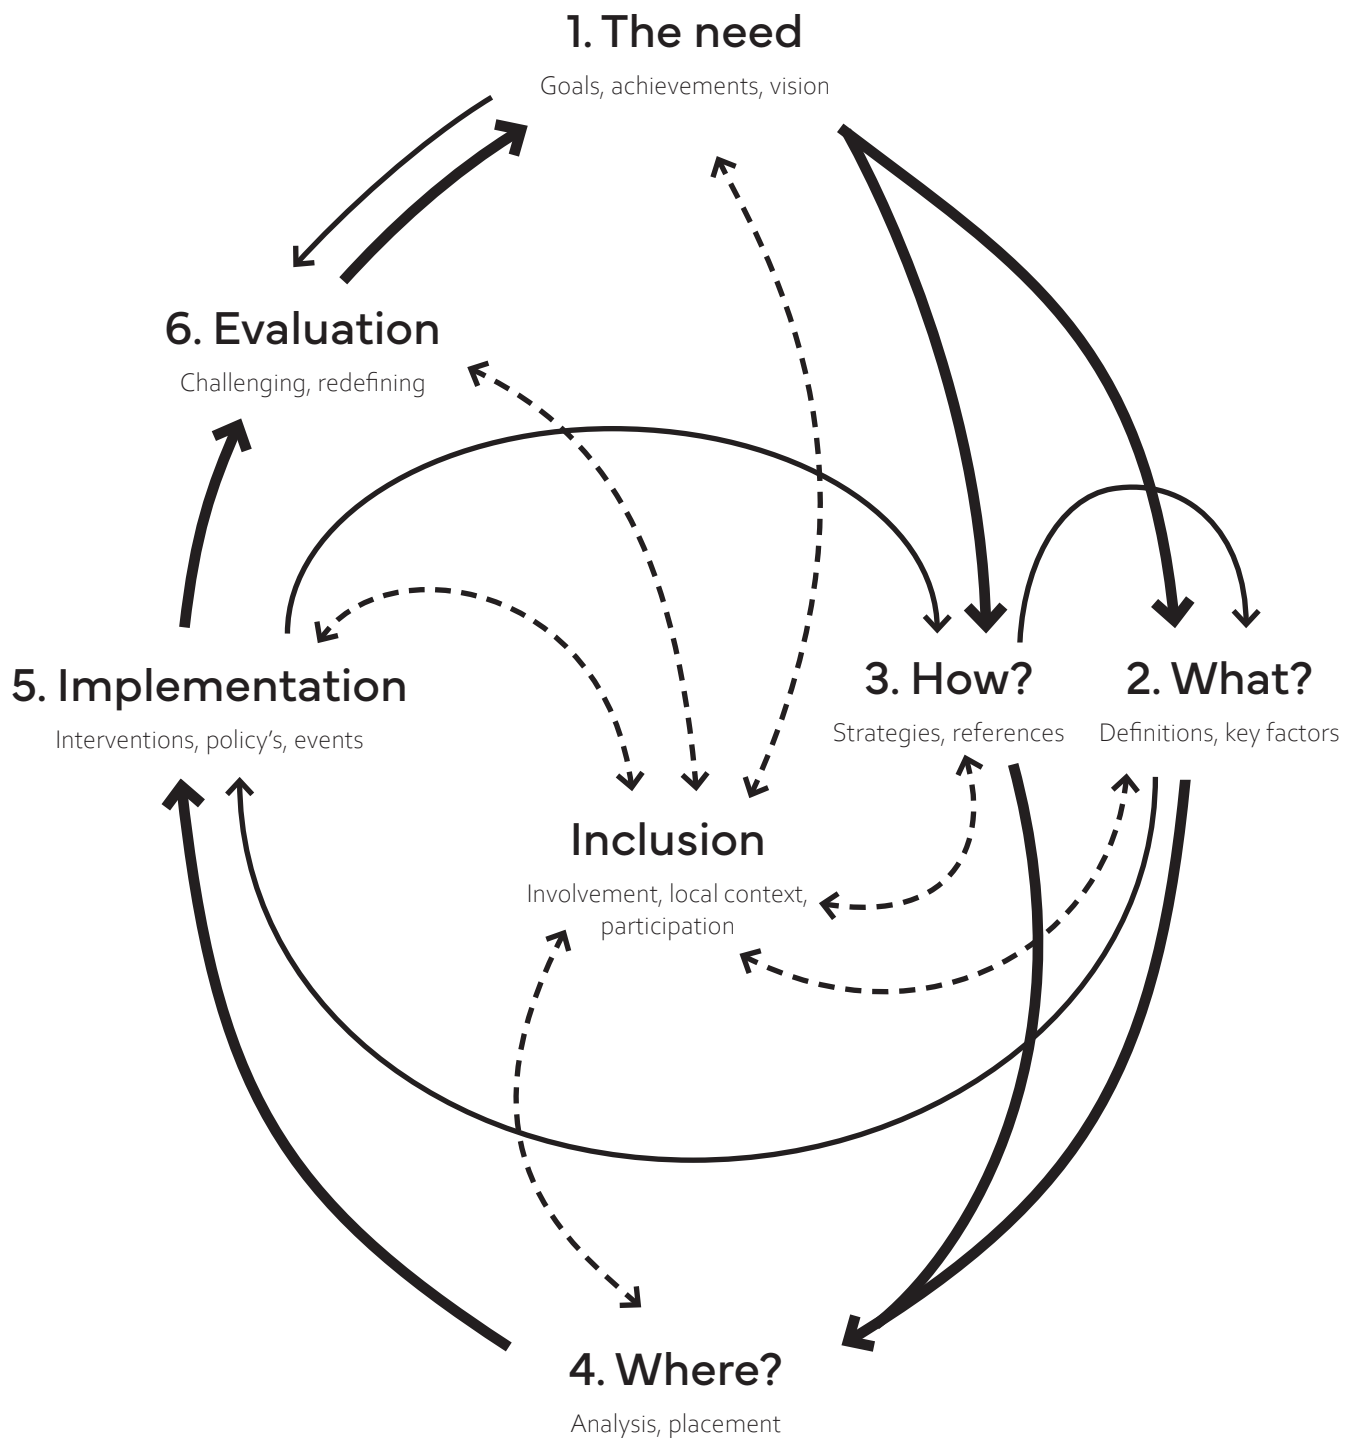 1. The need
Goals, achievements, vision
6. Evaluation
Challenging, redefining
5. Implementation
Interventions, policy's, events
3. How?
Strategies, references
2. What?
Definitions, key factors
Inclusion
Involvement, local context,
participation
4. Where?
Analysis, placement